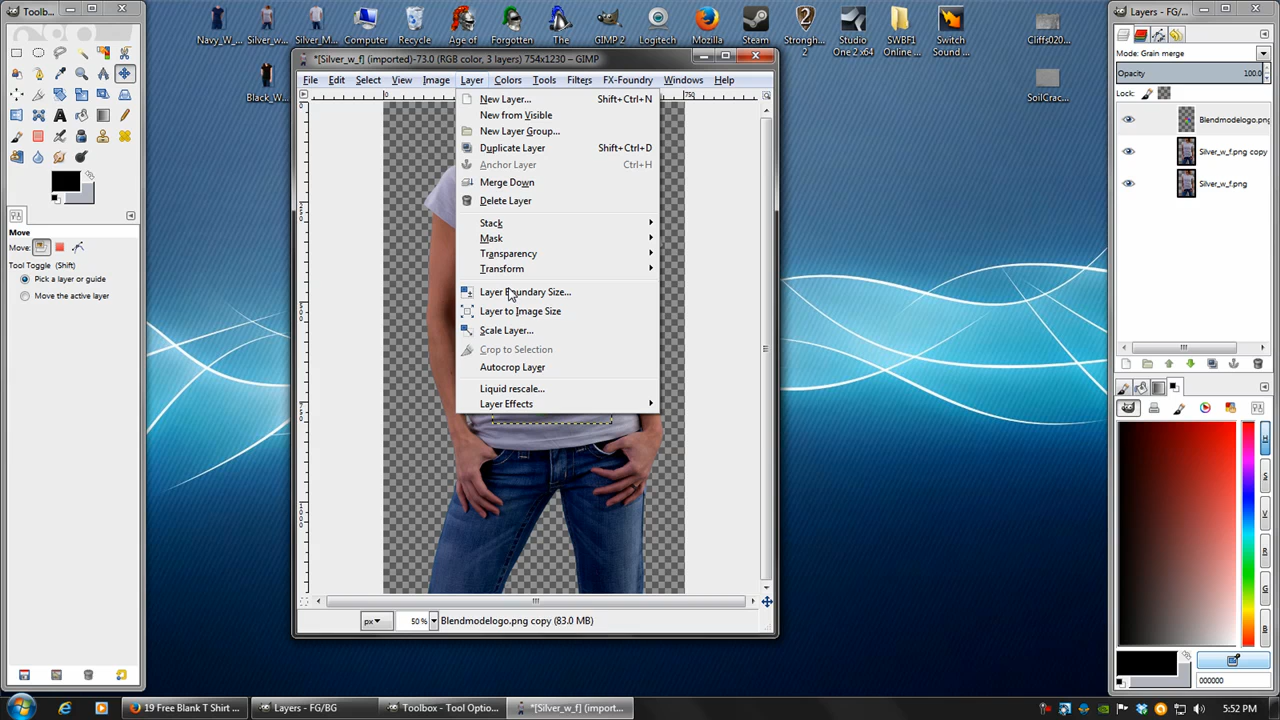 Toolb...
Navy_W_...
Silver_w...
Silver_M...
Computer
Recycle
Age of
Forgotten
The
GIMP 2
Logitech
Mozilla
Steam
Strongh...
2
Studio
One 2 x64
SWBF1
Online ...
Switch
Sound ...
Cliffs020...
Black_W_...
SoilCrac...
*[Silver_w_f] (imported)-73.0 (RGB color, 3 layers) 754x1230 – GIMP
File Edit Select View Image Layer Colors Tools Filters FX-Foundry Windows Help
0
750
New Layer... Shift+Ctrl+N
New from Visible
New Layer Group...
Duplicate Layer Shift+Ctrl+D
Anchor Layer Ctrl+H
Merge Down
Delete Layer
Stack
Mask
Transparency
Transform
Layer Boundary Size...
Layer to Image Size
Scale Layer...
Crop to Selection
Autocrop Layer
Liquid rescale...
Layer Effects
px 50 % Blendmodelogo.png copy (83.0 MB)
Move
Move:
Tool Toggle (Shift)
Pick a layer or guide
Move the active layer
Layers - FG/...
Mode: Grain merge
Opacity 100.0
Lock:
Blendmodelogo.png
Silver_w_f.png copy
Silver_w_f.png
H
S
V
R
G
B
000000
19 Free Blank T Shirt ...
Layers - FG/BG
Toolbox - Tool Optio...
*[Silver_w_f] (import...
5:52 PM